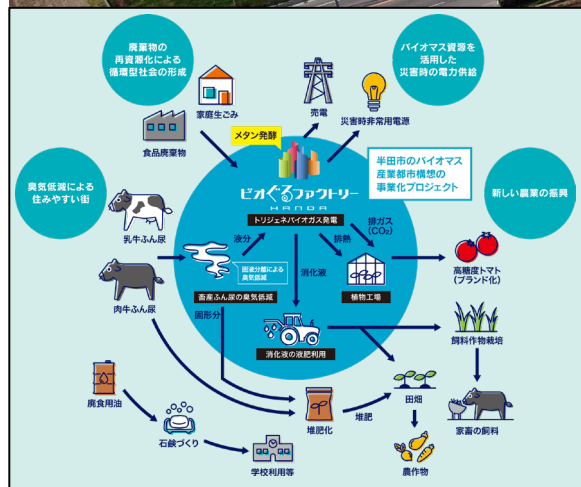 廃棄物の
再資源化による
循環型社会の形成
バイオマス資源を
活用した
災害時の電力供給
家庭生ごみ
食品廃棄物
売電
災害時非常用電源
メタン発酵
ビオぐるファクトリー
HANDA
トリジェネバイオガス発電
半田市のバイオマス
産業都市構想の
事業化プロジェクト
臭気低減による
住みやすい街
新しい農業の振興
乳牛ふん尿
液分
固液分離による
臭気低減
畜産ふん尿の臭気低減
肉牛ふん尿
固形分
消化液
排熱
排ガス
(CO₂)
植物工場
高糖度トマト
(ブランド化)
消化液の液肥利用
飼料作物栽培
廃食用油
石鹸づくり
学校利用等
堆肥化
堆肥
田畑
農作物
家畜の飼料